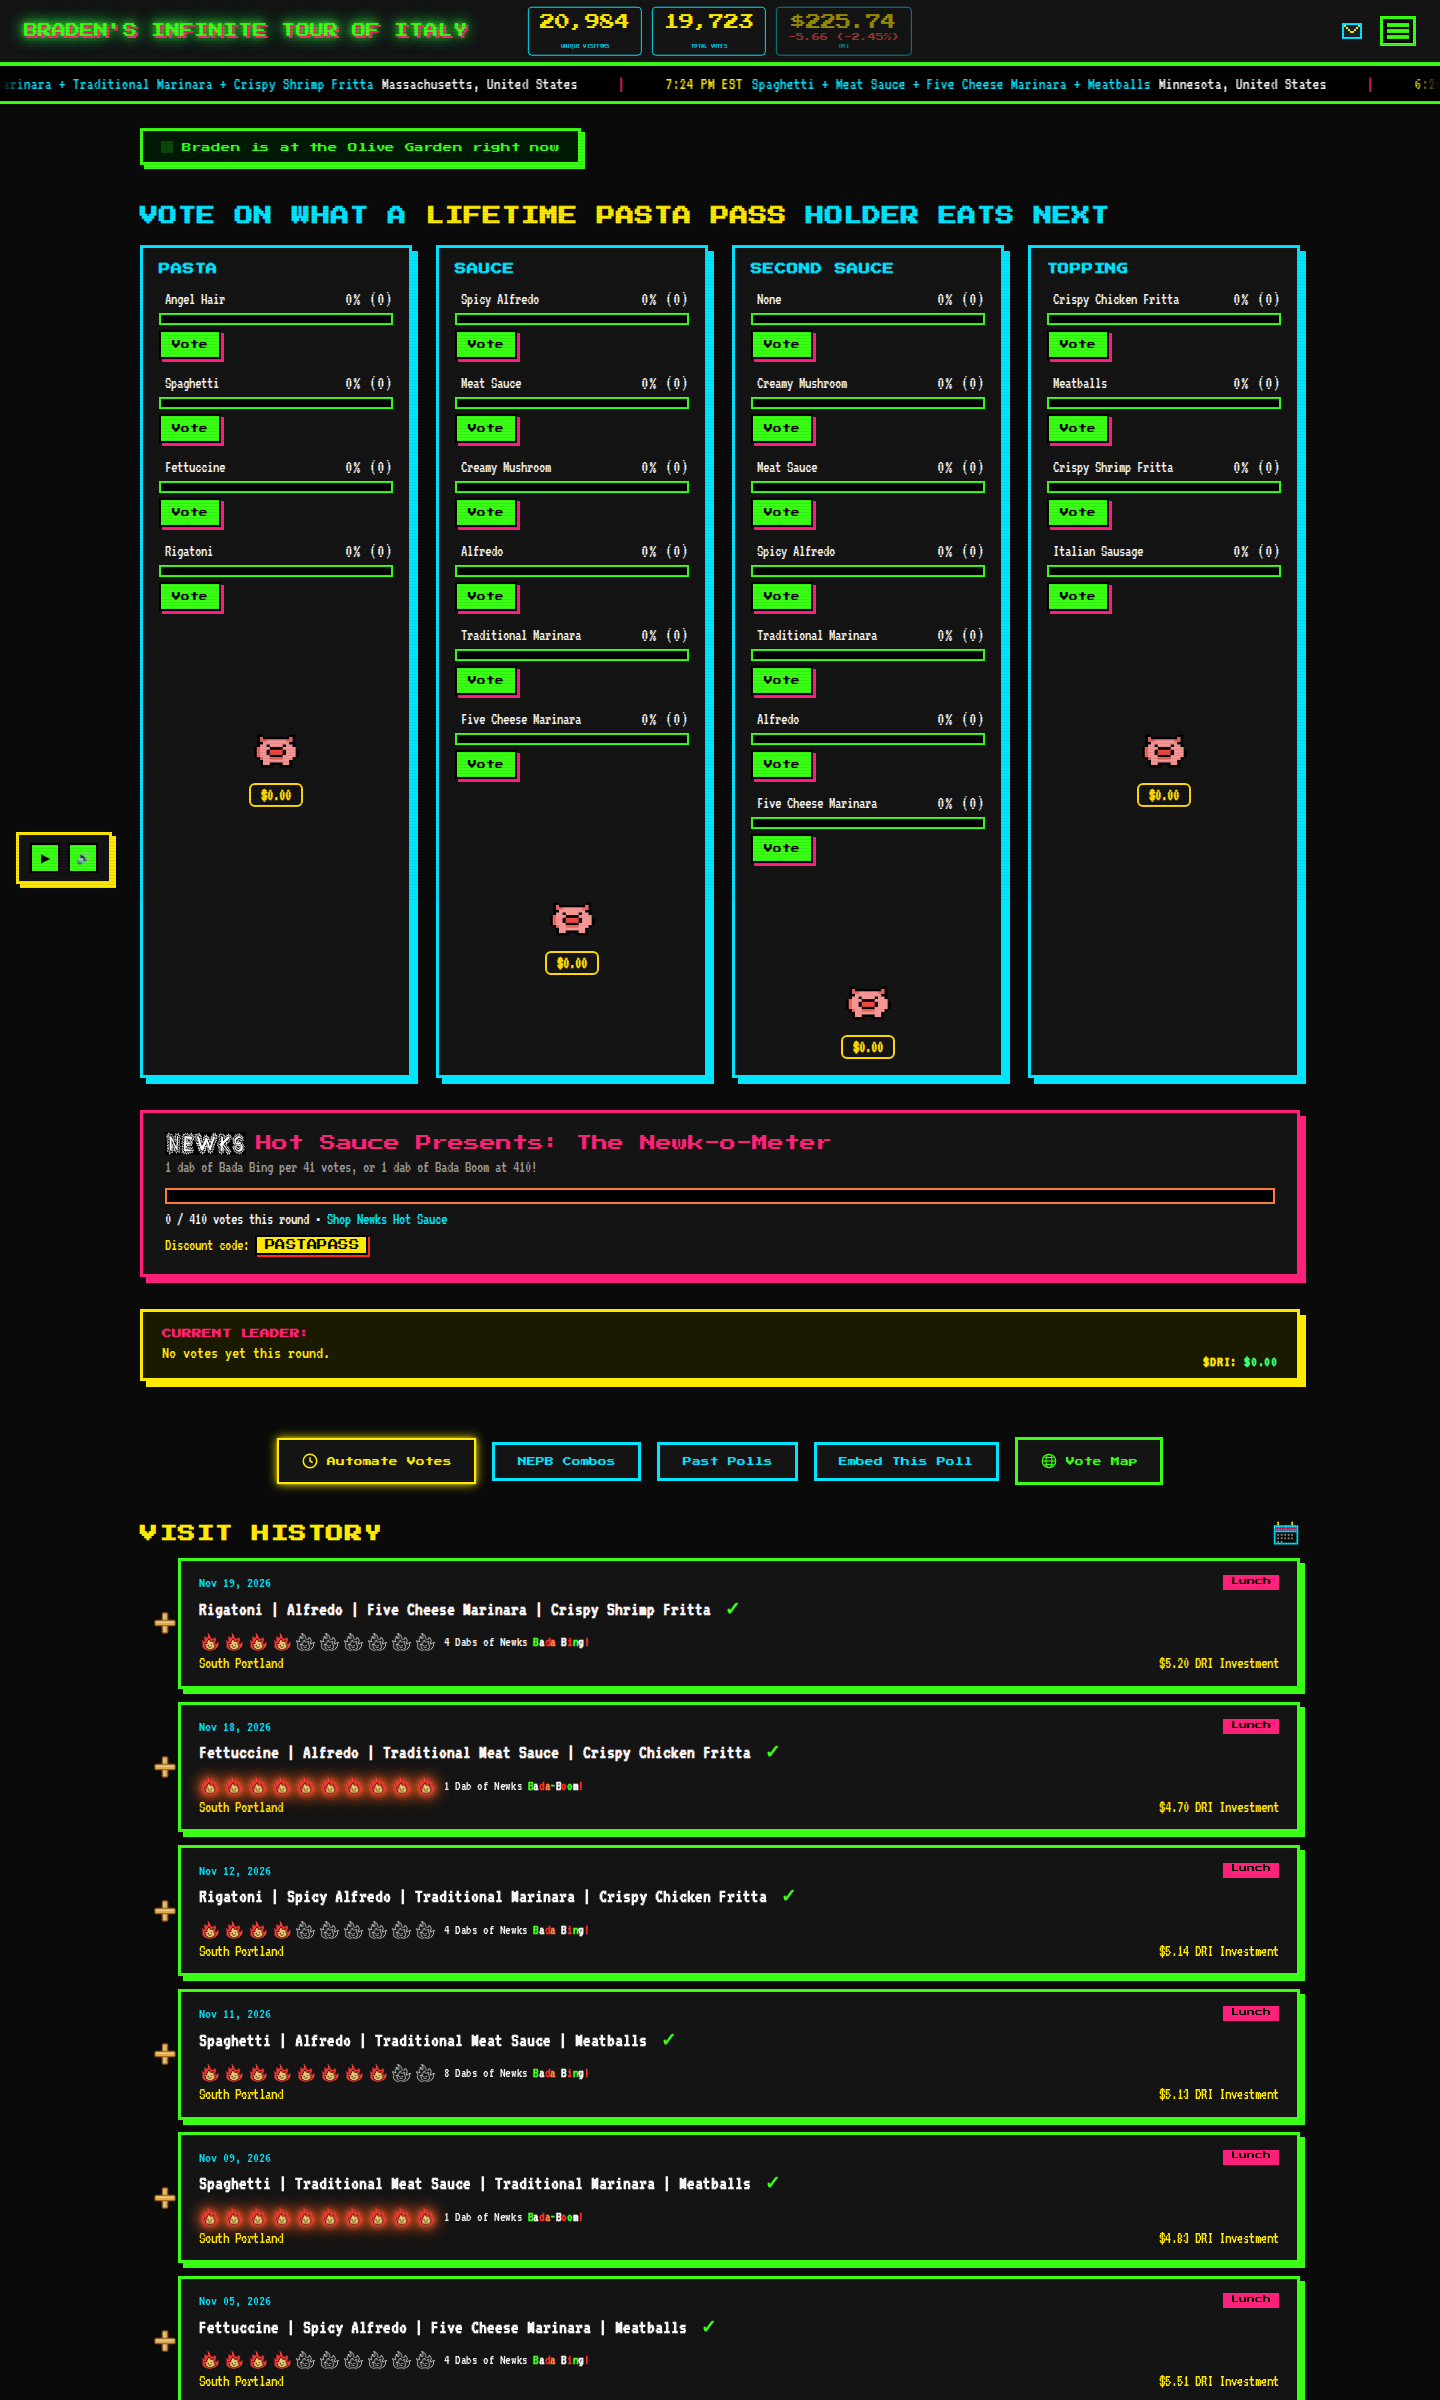 BRADEN'S INFINITE TOUR OF ITALY
20,984
UNIQUE VISITORS
19,723
TOTAL VOTES
$225.74
-5.66 (-2.45%)
DRI
arinara + Traditional Marinara + Crispy Shrimp Fritta Massachusetts, United States | 7:24 PM EST Spaghetti + Meat Sauce + Five Cheese Marinara + Meatballs Minnesota, United States |
Braden is at the Olive Garden right now
VOTE ON WHAT A LIFETIME PASTA PASS HOLDER EATS NEXT
PASTA
Angel Hair 0% (0)
Vote
Spaghetti 0% (0)
Vote
Fettuccine 0% (0)
Vote
Rigatoni 0% (0)
Vote
$0.00
SAUCE
Spicy Alfredo 0% (0)
Vote
Meat Sauce 0% (0)
Vote
Creamy Mushroom 0% (0)
Vote
Alfredo 0% (0)
Vote
Traditional Marinara 0% (0)
Vote
Five Cheese Marinara 0% (0)
Vote
$0.00
SECOND SAUCE
None 0% (0)
Vote
Creamy Mushroom 0% (0)
Vote
Meat Sauce 0% (0)
Vote
Spicy Alfredo 0% (0)
Vote
Traditional Marinara 0% (0)
Vote
Alfredo 0% (0)
Vote
Five Cheese Marinara 0% (0)
Vote
$0.00
TOPPING
Crispy Chicken Fritta 0% (0)
Vote
Meatballs 0% (0)
Vote
Crispy Shrimp Fritta 0% (0)
Vote
Italian Sausage 0% (0)
Vote
$0.00
NEWKS Hot Sauce Presents: The Newk-o-Meter
1 dab of Bada Bing per 41 votes, or 1 dab of Bada Boom at 410!
0 / 410 votes this round • Shop Newks Hot Sauce
Discount code: PASTAPASS
CURRENT LEADER:
No votes yet this round.
$DRI: $0.00
Automate Votes
NEPB Combos
Past Polls
Embed This Poll
Vote Map
VISIT HISTORY
Nov 19, 2026 Lunch
Rigatoni | Alfredo | Five Cheese Marinara | Crispy Shrimp Fritta ✓
4 Dabs of Newks Bada Bing!
South Portland $5.20 DRI Investment
Nov 18, 2026 Lunch
Fettuccine | Alfredo | Traditional Meat Sauce | Crispy Chicken Fritta ✓
1 Dab of Newks Bada-Boom!
South Portland $4.70 DRI Investment
Nov 12, 2026 Lunch
Rigatoni | Spicy Alfredo | Traditional Marinara | Crispy Chicken Fritta ✓
4 Dabs of Newks Bada Bing!
South Portland $5.14 DRI Investment
Nov 11, 2026 Lunch
Spaghetti | Alfredo | Traditional Meat Sauce | Meatballs ✓
8 Dabs of Newks Bada Bing!
South Portland $5.13 DRI Investment
Nov 09, 2026 Lunch
Spaghetti | Traditional Meat Sauce | Traditional Marinara | Meatballs ✓
1 Dab of Newks Bada-Boom!
South Portland $4.83 DRI Investment
Nov 05, 2026 Lunch
Fettuccine | Spicy Alfredo | Five Cheese Marinara | Meatballs ✓
4 Dabs of Newks Bada Bing!
South Portland $5.51 DRI Investment